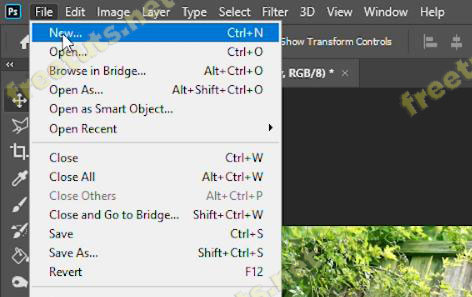 Ps File Edit Image Layer Type Select Filter 3D View Window Help
New... Ctrl+N
Show Transform Controls
Open... Ctrl+O
Browse in Bridge... Alt+Ctrl+O
r, RGB/8) * ×
Open As... Alt+Shift+Ctrl+O
Open as Smart Object...
Open Recent
Close Ctrl+W
Close All Alt+Ctrl+W
Close Others Alt+Ctrl+P
Close and Go to Bridge... Shift+Ctrl+W
Save Ctrl+S
Save As... Shift+Ctrl+S
Revert F12
freetuts.net
freetuts.net